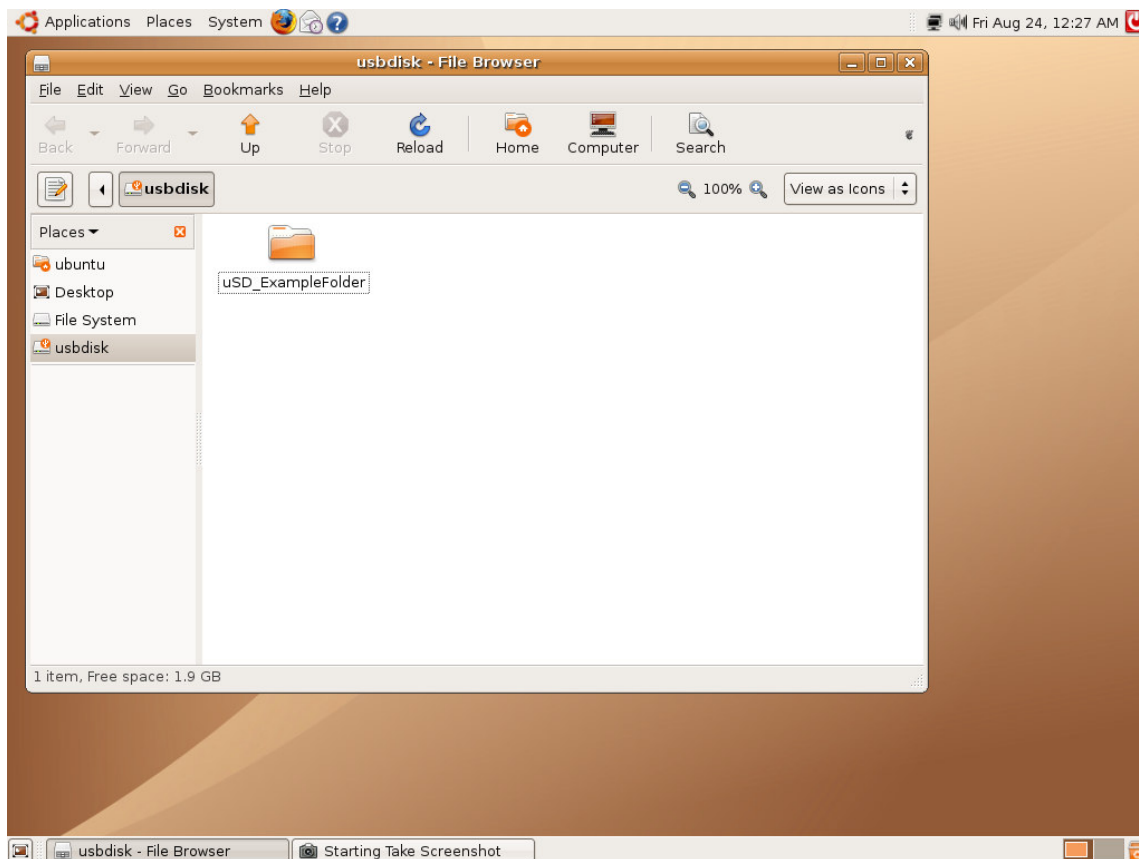 Applications Places System Fri Aug 24, 12:27 AM
usbdisk - File Browser
File Edit View Go Bookmarks Help
Back Forward Up Stop Reload Home Computer Search
usbdisk 100% View as Icons
Places
ubuntu
Desktop
File System
usbdisk
uSD_ExampleFolder
1 item, Free space: 1.9 GB
usbdisk - File Browser Starting Take Screenshot